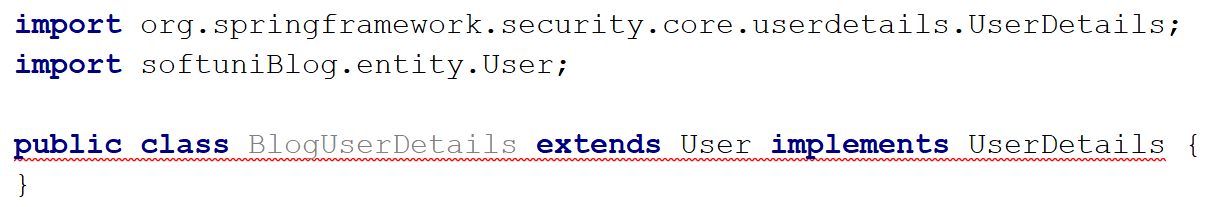 import org.springframework.security.core.userdetails.UserDetails;
import softuniBlog.entity.User;
public class BlogUserDetails extends User implements UserDetails {
}